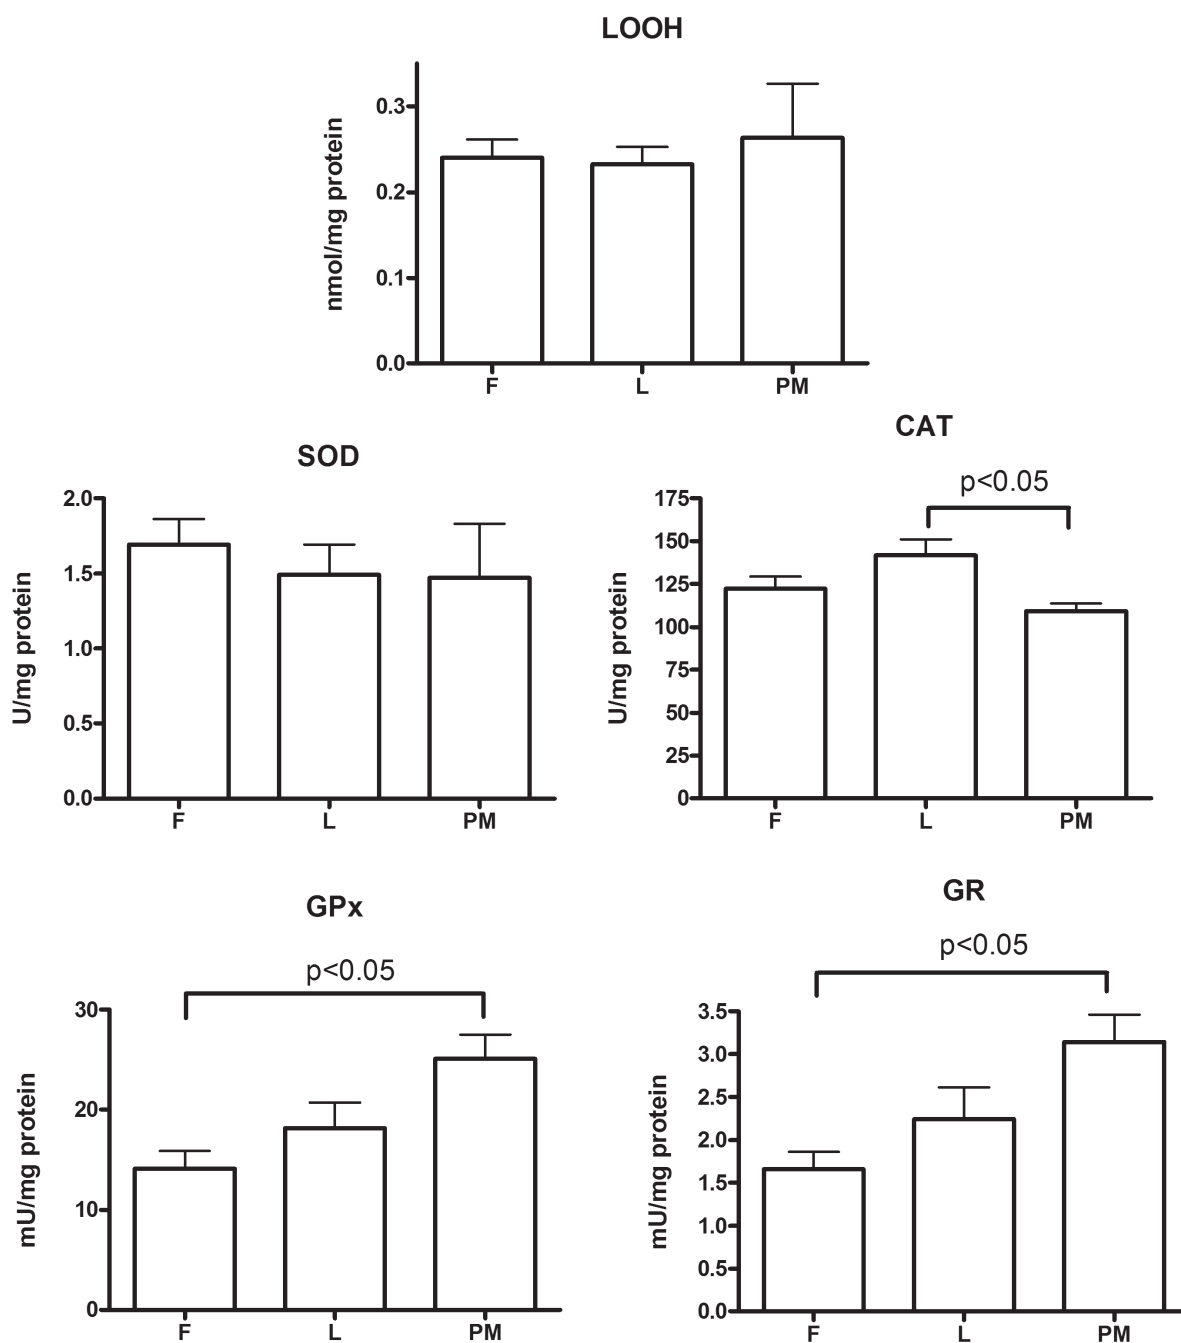 LOOH
nmol/mg protein
0.3
0.2
0.1
0.0
F L PM
SOD
U/mg protein
2.0
1.5
1.0
0.5
0.0
F L PM
CAT
p<0.05
U/mg protein
175
150
125
100
75
50
25
0
F L PM
GPx
p<0.05
mU/mg protein
30
20
10
0
F L PM
GR
p<0.05
mU/mg protein
3.5
3.0
2.5
2.0
1.5
1.0
0.5
0.0
F L PM